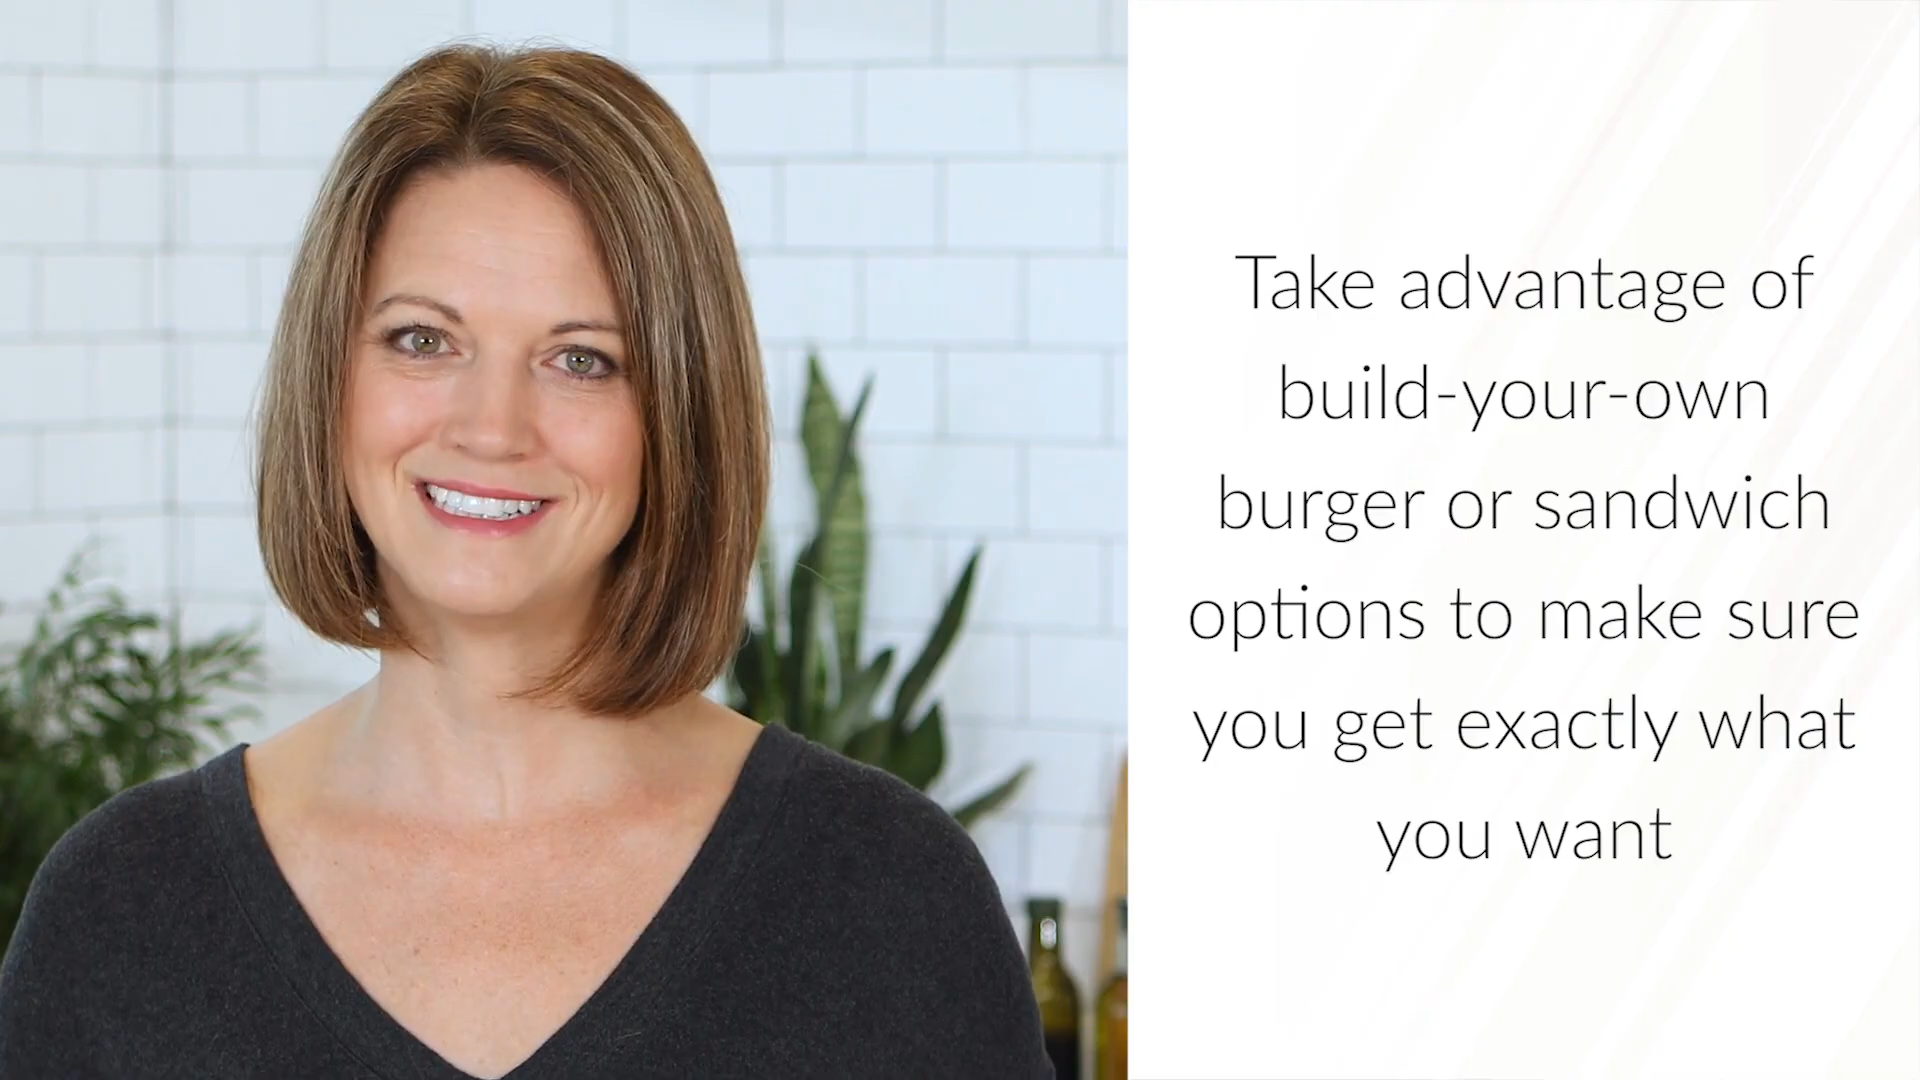 Take advantage of
build-your-own
burger or sandwich
options to make sure
you get exactly what
you want